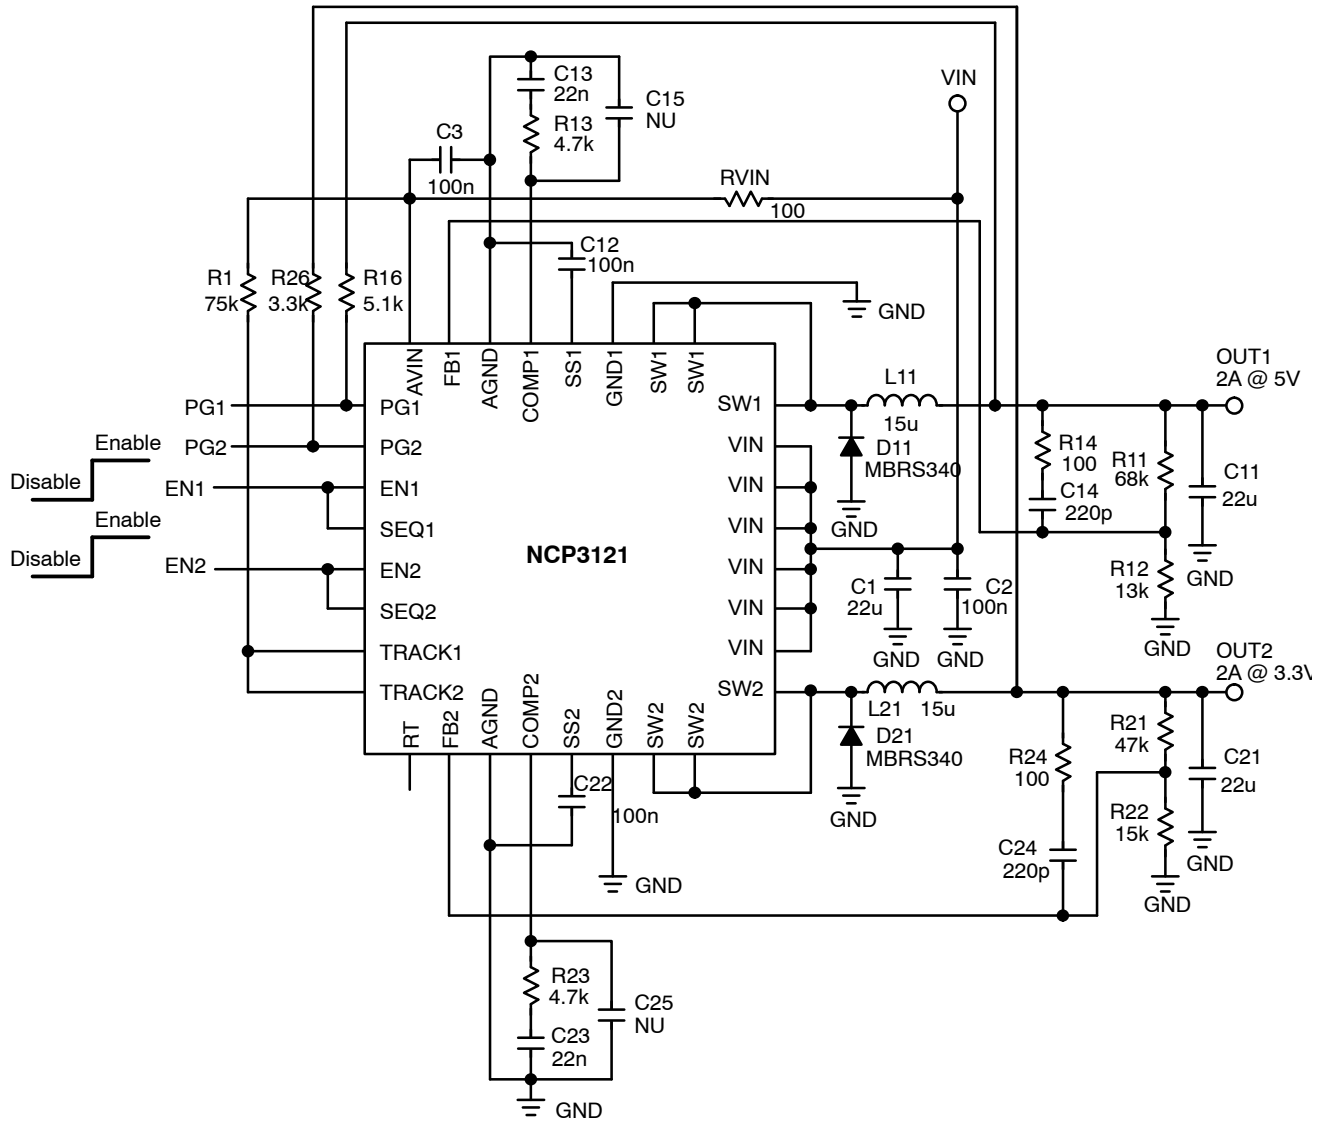 VIN
C13
22n
C15
NU
R13
4.7k
C3
100n
RVIN
100
C12
100n
R1
75k
R26
3.3k
R16
5.1k
GND
AVIN
FB1
AGND
COMP1
SS1
GND1
SW1
SW1
OUT1
2A @ 5V
L11
15u
PG1
PG1
SW1
Enable
PG2
PG2
VIN
D11
MBRS340
R14
100
R11
68k
C11
22u
Disable
EN1
EN1
VIN
C14
220p
Enable
SEQ1
VIN
GND
Disable
NCP3121
EN2
EN2
VIN
C1
22u
C2
100n
R12
13k
GND
SEQ2
VIN
TRACK1
VIN
GND
GND
GND
OUT2
2A @ 3.3V
TRACK2
SW2
L21
15u
RT
FB2
AGND
COMP2
SS2
GND2
SW2
SW2
D21
MBRS340
R24
100
R21
47k
C21
22u
C22
100n
GND
R22
15k
C24
220p
GND
GND
GND
R23
4.7k
C25
NU
C23
22n
GND